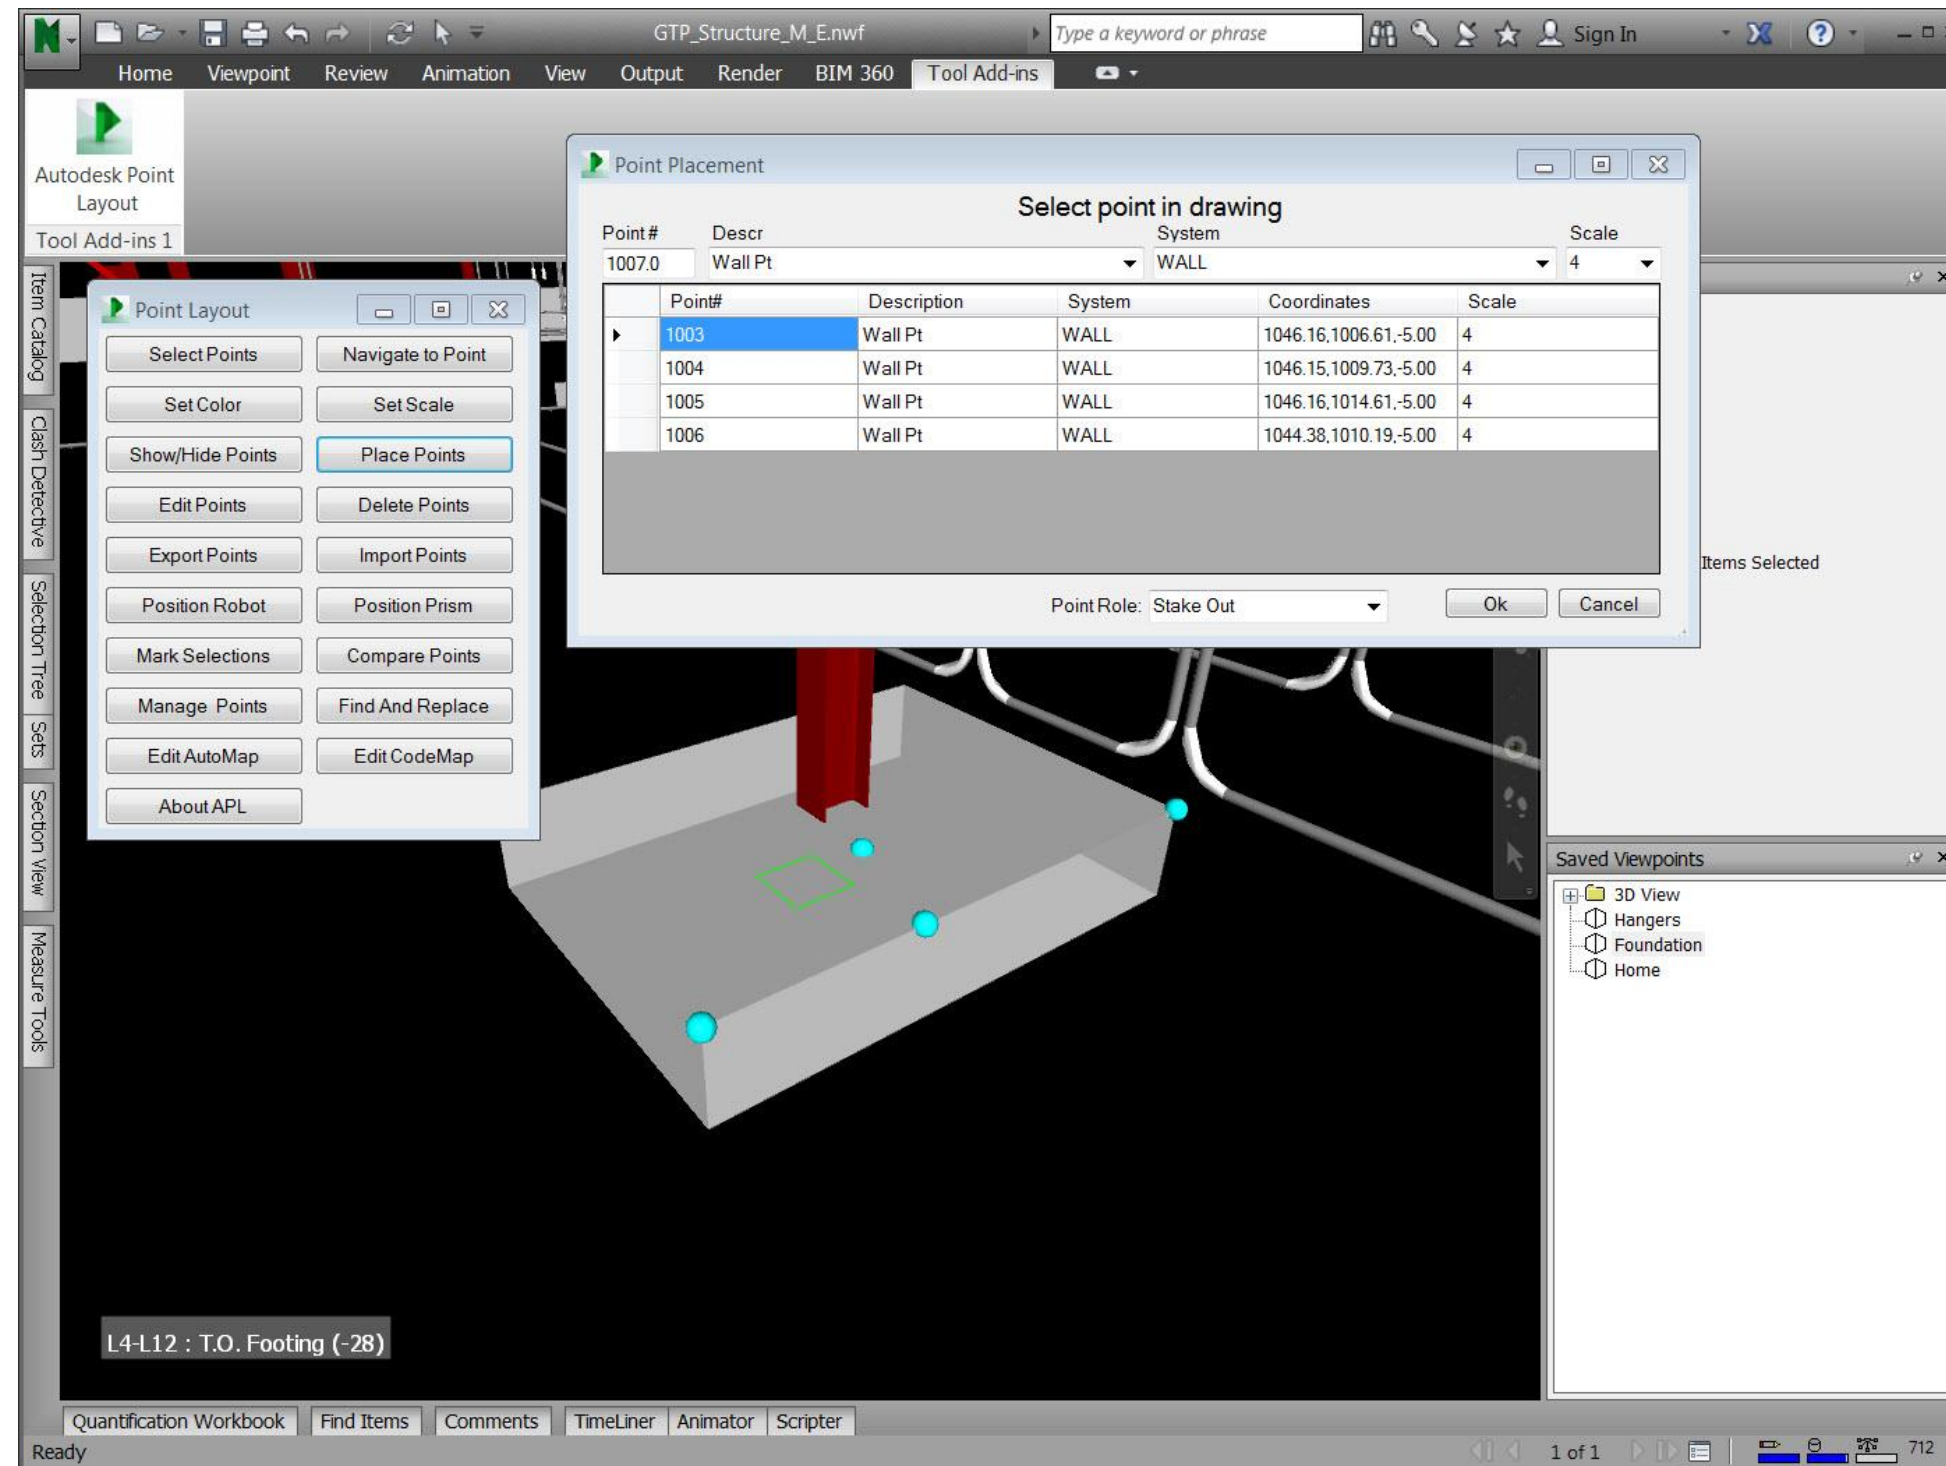 GTP_Structure_M_E.nwf
Type a keyword or phrase
Sign In
Home Viewpoint Review Animation View Output Render BIM 360 Tool Add-ins
Autodesk Point
Layout
Tool Add-ins 1
Point Placement
Select point in drawing
Point # Descr System Scale
1007.0 Wall Pt WALL 4
Point# Description System Coordinates Scale
1003 Wall Pt WALL 1046.16,1006.61,-5.00 4
1004 Wall Pt WALL 1046.15,1009.73,-5.00 4
1005 Wall Pt WALL 1046.16,1014.61,-5.00 4
1006 Wall Pt WALL 1044.38,1010.19,-5.00 4
Point Role: Stake Out Ok Cancel
Items Selected
Item Catalog
Clash Detective
Selection Tree
Sets
Section View
Measure Tools
Point Layout
Select Points Navigate to Point
Set Color Set Scale
Show/Hide Points Place Points
Edit Points Delete Points
Export Points Import Points
Position Robot Position Prism
Mark Selections Compare Points
Manage Points Find And Replace
Edit AutoMap Edit CodeMap
About APL
Saved Viewpoints
3D View
Hangers
Foundation
Home
L4-L12 : T.O. Footing (-28)
Quantification Workbook Find Items Comments TimeLiner Animator Scripter
Ready 1 of 1 712